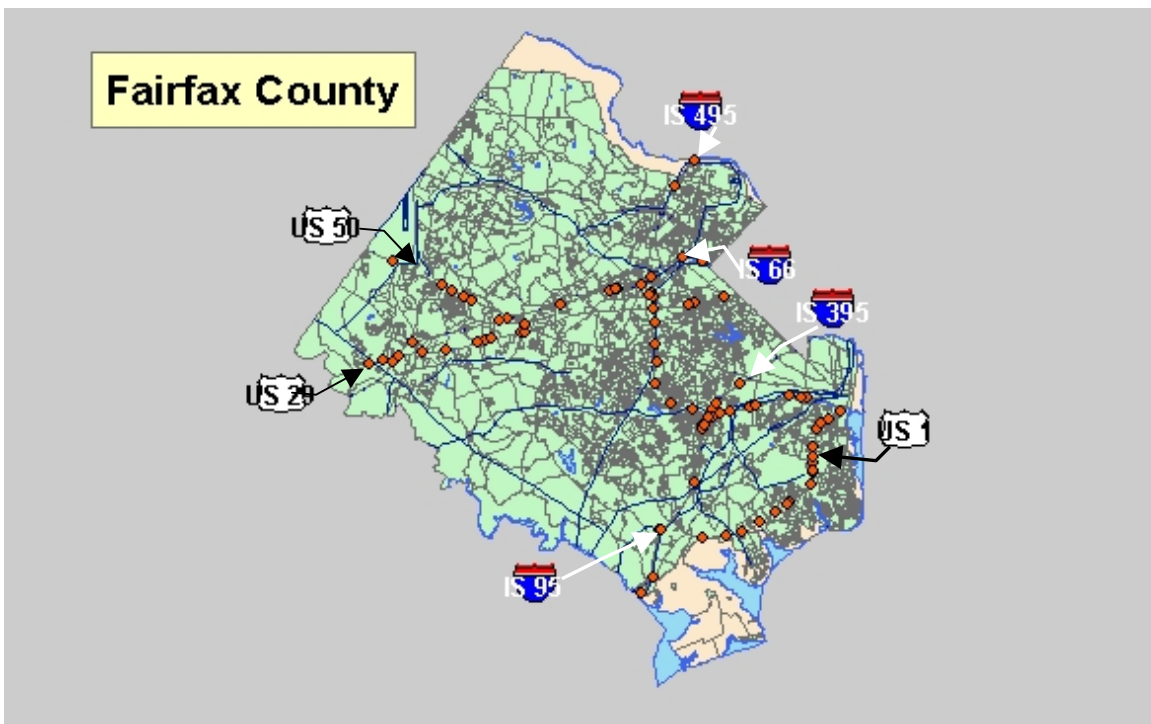 Fairfax County
IS 495
US 50
IS 66
IS 395
US 29
US 1
IS 95